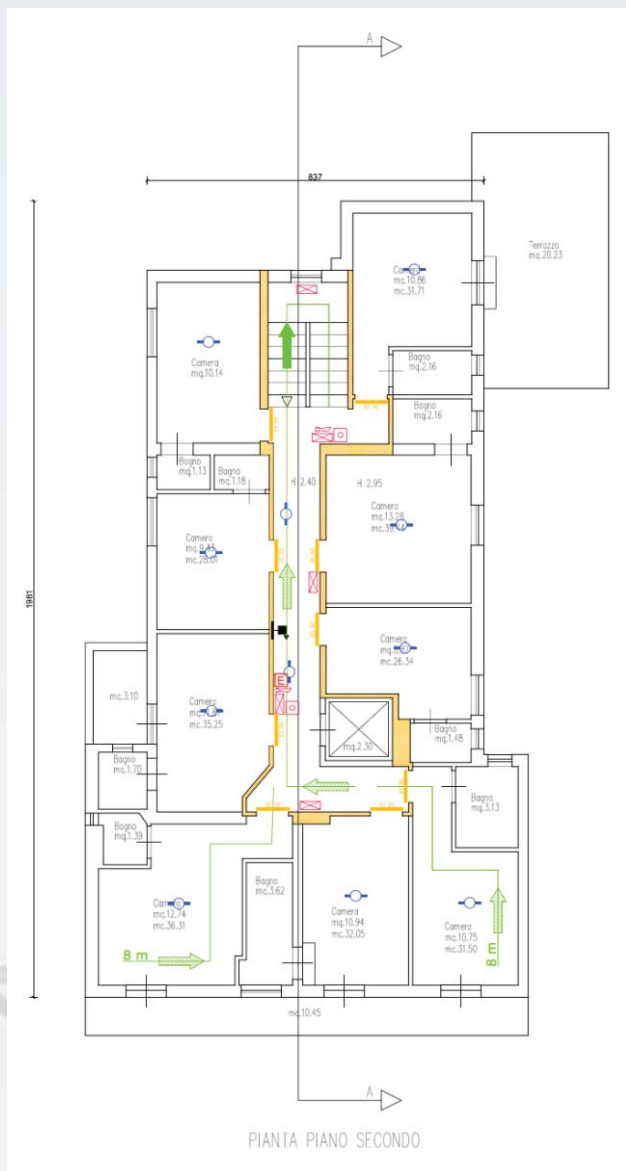 A
837
Terrazzo
mq.20.23
Camera
mq.10.86
mc.31.71
Camera
mq.10.14
Bagno
mq.2.16
Bagno
mq.2.16
Bagno
mq.1.13
Bagno
mq.1.18
H 2.40
H 2.95
Camera
mq.13.28
Camera
mc.28.01
1981
Camera
mc.26.34
E
mq.3.10
Camera
mc.35.25
mq.2.30
Bagno
mq.1.48
Bagno
mq.1.70
Bagno
mq.3.13
Bagno
mq.1.39
Bagno
mq.3.62
mq.12.74
mc.36.31
Camera
mq.10.94
mc.32.05
Camera
mq.10.75
mc.31.50
8 m
8 m
mq.10.45
A
PIANTA PIANO SECONDO